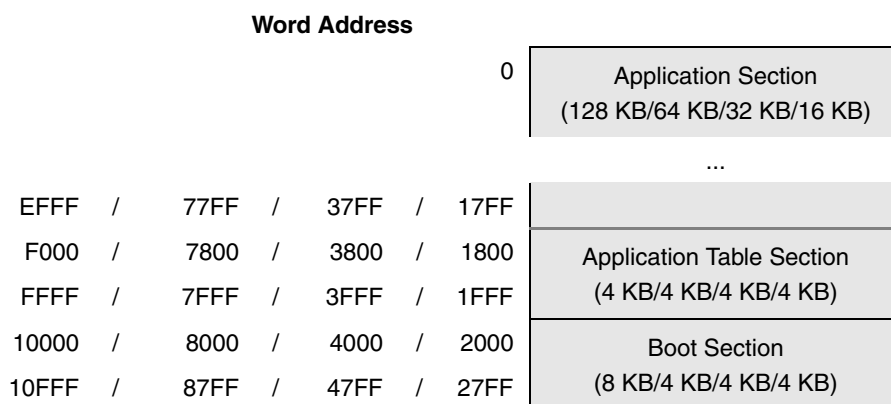 Word Address
0
Application Section
(128 KB/64 KB/32 KB/16 KB)
...
EFFF / 77FF / 37FF / 17FF
F000 / 7800 / 3800 / 1800
Application Table Section
FFFF / 7FFF / 3FFF / 1FFF
(4 KB/4 KB/4 KB/4 KB)
10000 / 8000 / 4000 / 2000
Boot Section
10FFF / 87FF / 47FF / 27FF
(8 KB/4 KB/4 KB/4 KB)